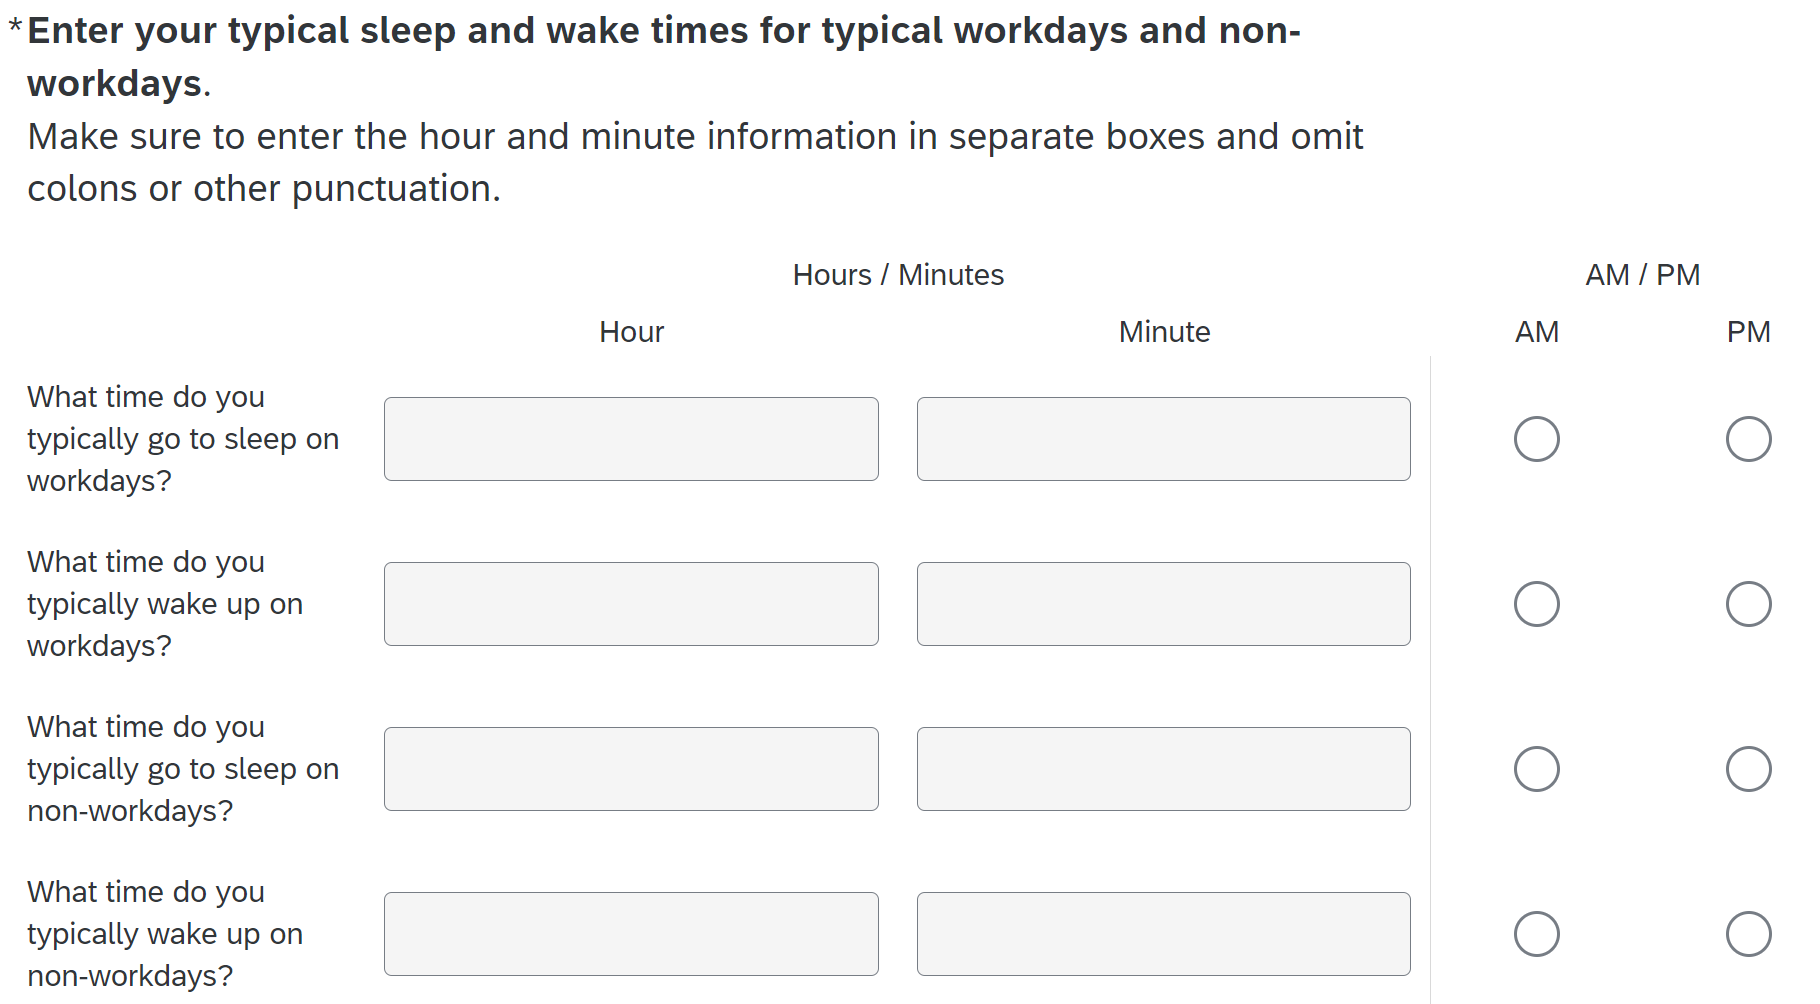 *Enter your typical sleep and wake times for typical workdays and non-
workdays.
Make sure to enter the hour and minute information in separate boxes and omit
colons or other punctuation.
Hours / Minutes AM / PM
Hour Minute AM PM
What time do you
typically go to sleep on
workdays?
What time do you
typically wake up on
workdays?
What time do you
typically go to sleep on
non-workdays?
What time do you
typically wake up on
non-workdays?